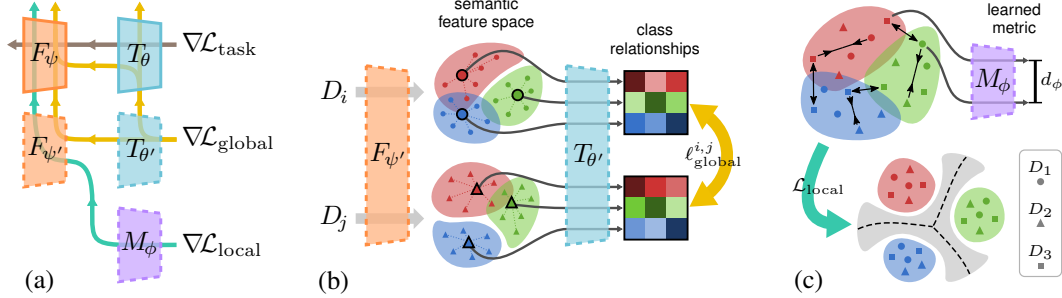 F_ψ
T_θ
∇ℒ_task
F_ψ′
T_θ′
∇ℒ_global
M_ϕ
∇ℒ_local
(a)
semantic
feature space
class
relationships
D_i
F_ψ′
D_j
T_θ′
ℓ^{i,j}_global
(b)
learned
metric
M_ϕ
d_ϕ
ℒ_local
D_1
D_2
D_3
(c)